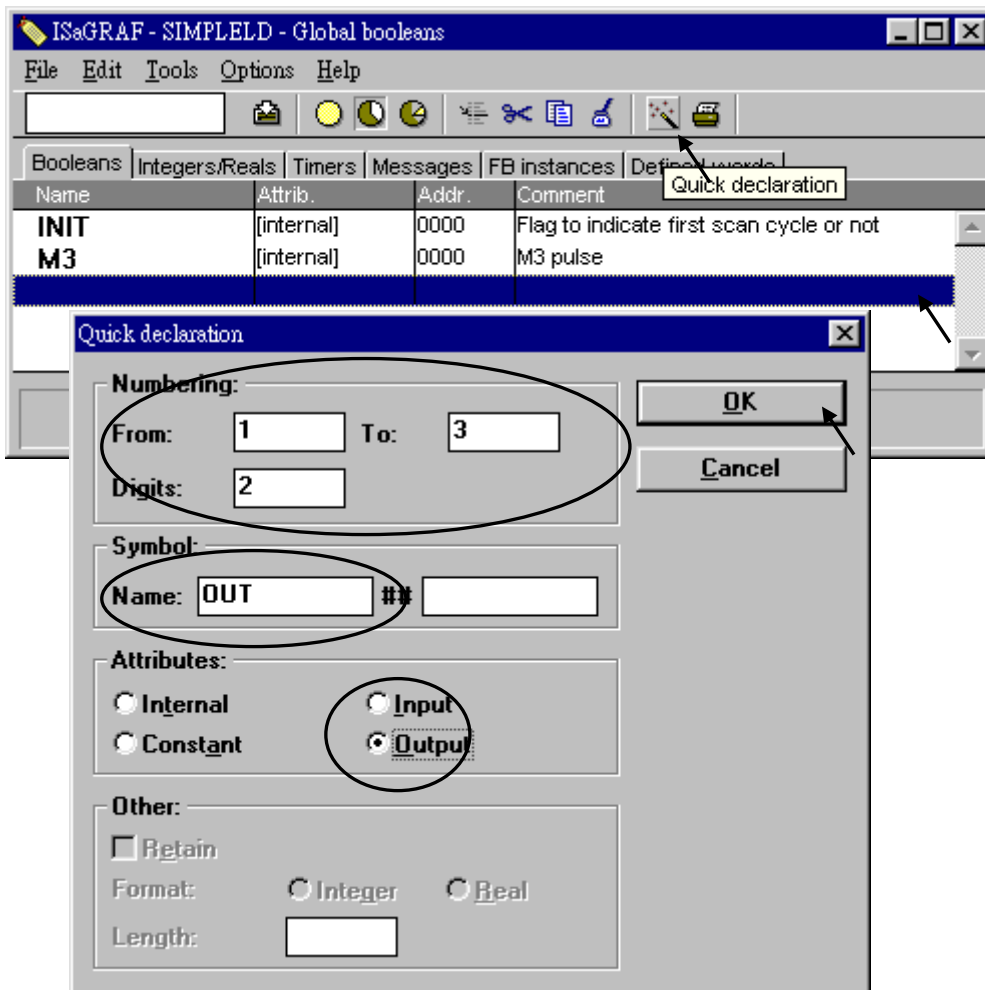 ISaGRAF - SIMPLELD - Global booleans
File Edit Tools Options Help
Booleans Integers/Reals Timers Messages FB instances Defined words
Quick declaration
Name Attrib. Addr. Comment
INIT [internal] 0000 Flag to indicate first scan cycle or not
M3 [internal] 0000 M3 pulse
Quick declaration
Numbering:
From: 1 To: 3
Digits: 2
OK
Cancel
Symbol:
Name: OUT ##
Attributes:
Internal Input
Constant Output
Other:
Retain
Format: Integer Real
Length: